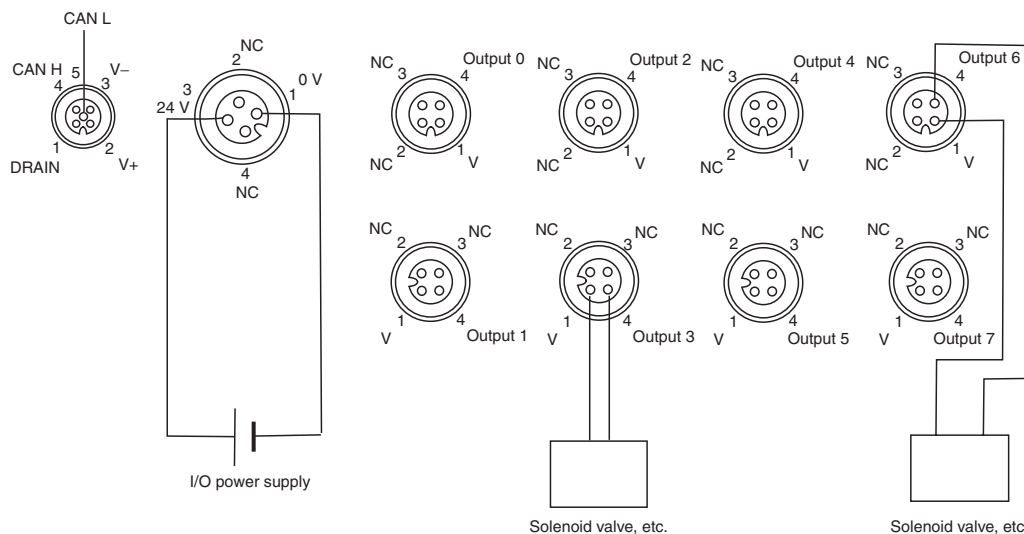 CAN L
CAN H
5
V–
4
3
1
2
DRAIN
V+
NC
2
3
0 V
1
24 V
4
NC
I/O power supply
NC
3
Output 0
4
NC
2
1
V
NC
3
Output 2
4
NC
2
1
V
NC
3
Output 4
4
NC
2
1
V
NC
3
Output 6
4
NC
2
1
V
NC
2
3
NC
1
4
V
Output 1
NC
2
3
NC
1
4
V
Output 3
NC
2
3
NC
1
4
V
Output 5
NC
2
3
NC
1
4
V
Output 7
Solenoid valve, etc.
Solenoid valve, etc